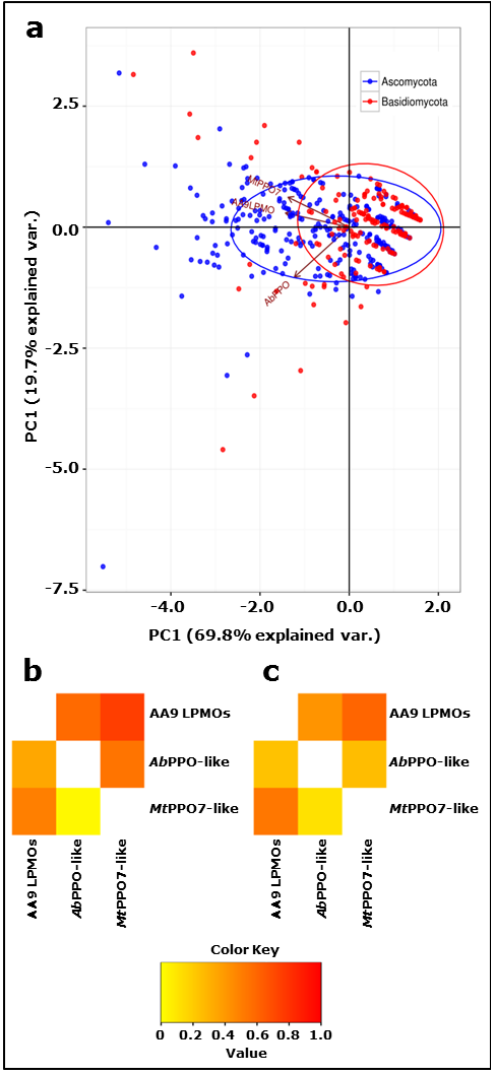 a
Ascomycota
Basidiomycota
2.5
MtPPO7
AA9LPMO
0.0
AbPPO
-2.5
-5.0
-7.5
PC1 (19.7% explained var.)
-4.0 -2.0 0.0 2.0
PC1 (69.8% explained var.)
b c
AA9 LPMOs AA9 LPMOs
AbPPO-like AbPPO-like
MtPPO7-like MtPPO7-like
AA9 LPMOs AbPPO-like MtPPO7-like AA9 LPMOs AbPPO-like MtPPO7-like
Color Key
0 0.2 0.4 0.6 0.8 1.0
Value